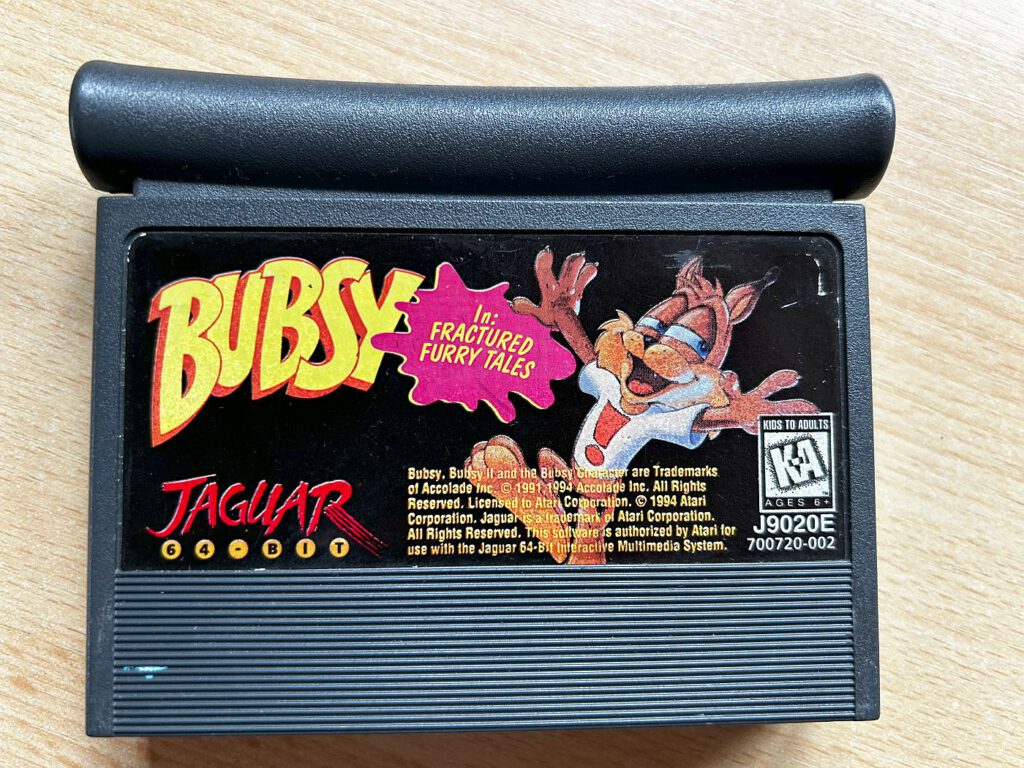 BUBSY
In:
FRACTURED
FURRY TALES
JAGUAR
64-BIT
Bubsy, Bubsy II and the Bubsy Character are Trademarks
of Accolade Inc. © 1991, 1994 Accolade Inc. All Rights
Reserved. Licensed to Atari Corporation. © 1994 Atari
Corporation. Jaguar is a trademark of Atari Corporation.
All Rights Reserved. This software is authorized by Atari for
use with the Jaguar 64-Bit Interactive Multimedia System.
KIDS TO ADULTS
K-A
AGES 6+
J9020E
700720-002